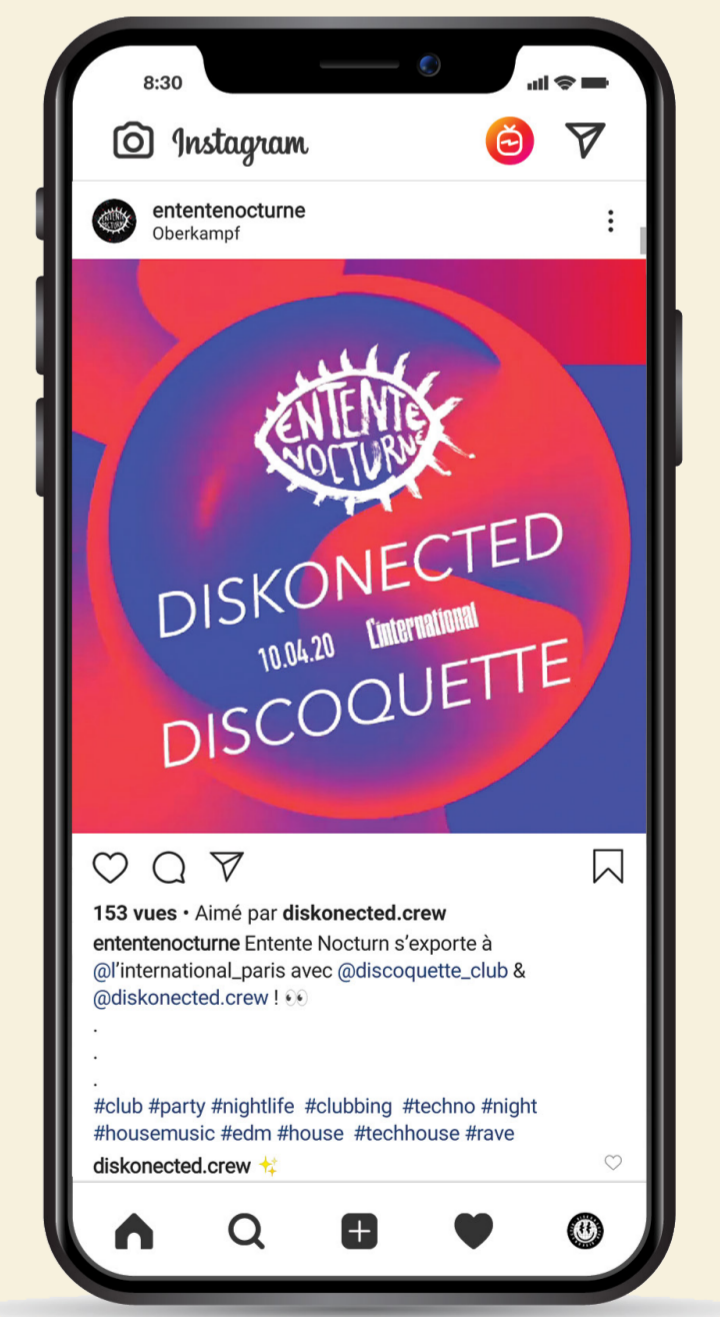 8:30
Instagram
ententenocturne
Oberkampf
ENTENTE
NOCTURNE
DISKONECTED
10.04.20 L'international
DISCOQUETTE
153 vues • Aimé par diskonected.crew
ententenocturne Entente Nocturn s’exporte à
@l’international_paris avec @discoquette_club &
@diskonected.crew ! 👀
.
.
.
#club #party #nightlife #clubbing #techno #night
#housemusic #edm #house #techhouse #rave
diskonected.crew ✨